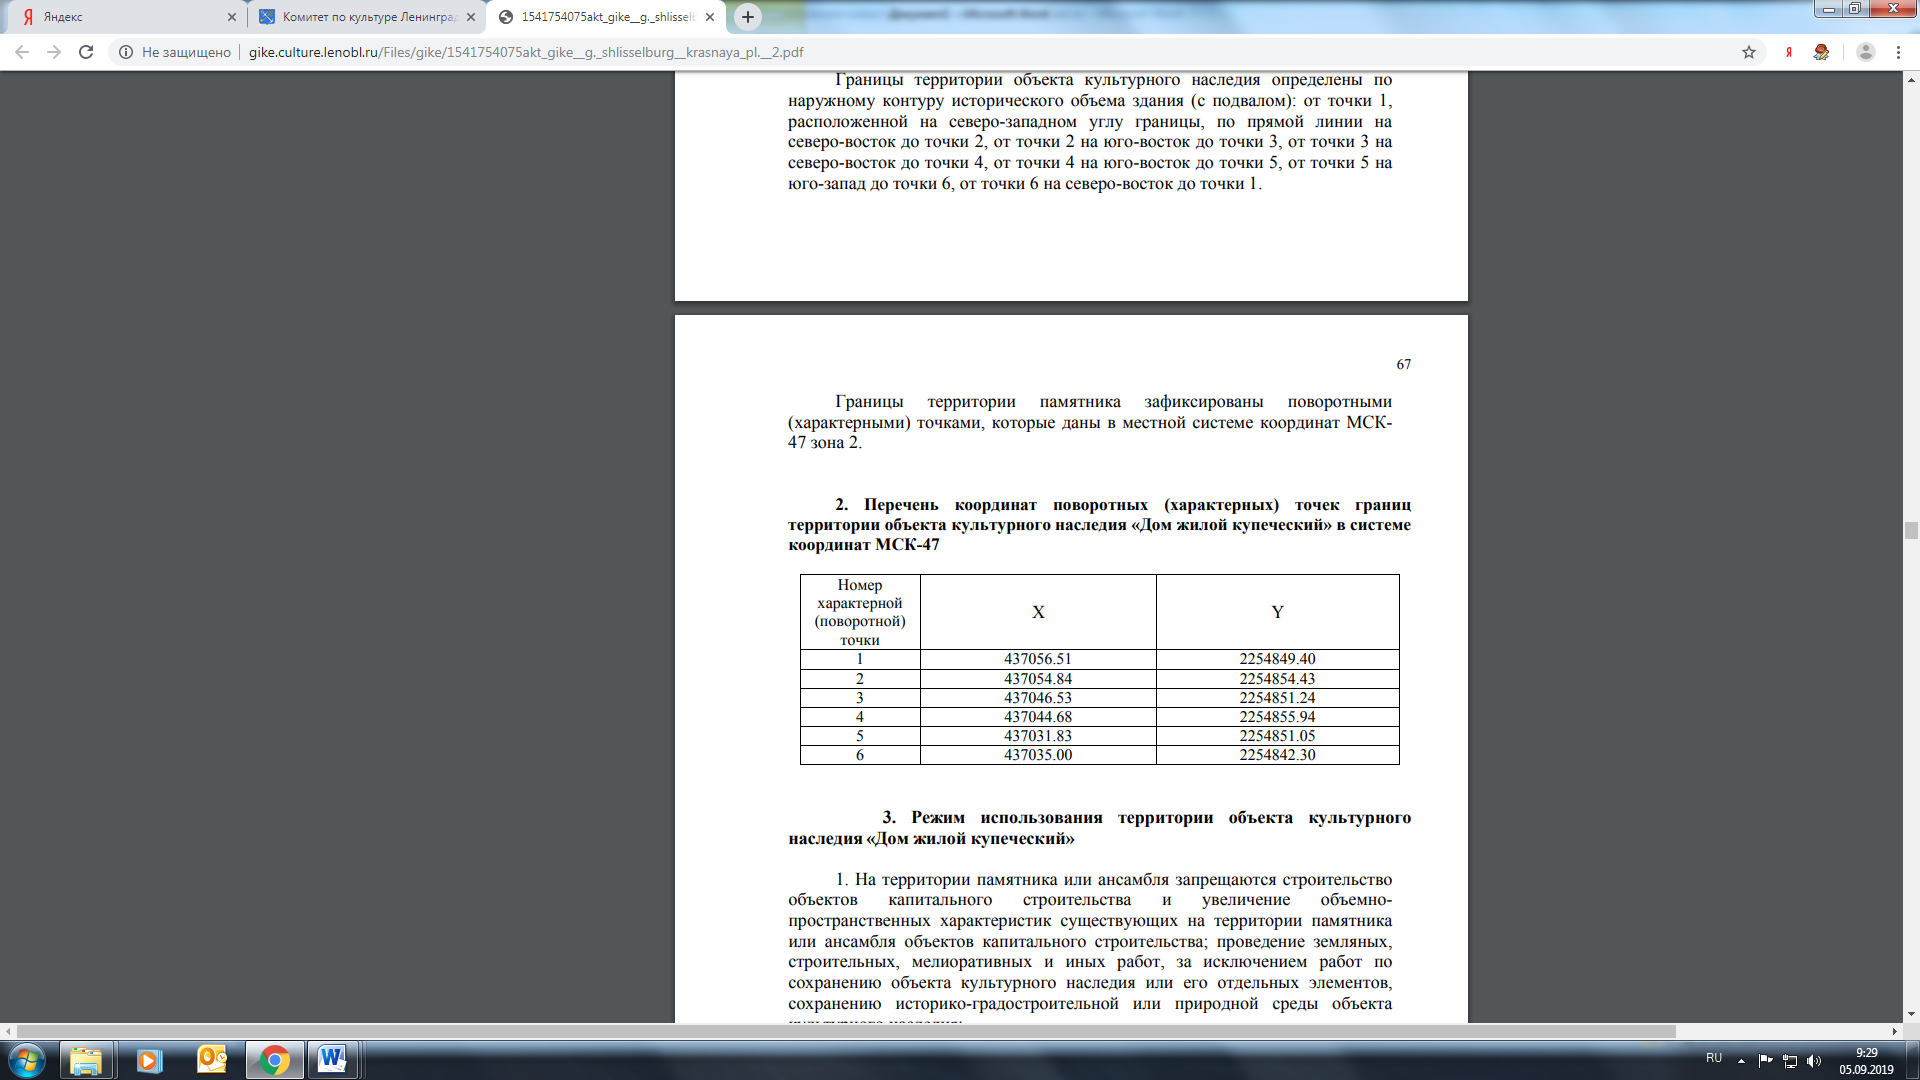 Яндекс
Комитет по культуре Ленинград
1541754075akt_gike__g._shlissel
Не защищено
gike.culture.lenobl.ru/Files/gike/1541754075akt_gike__g._shlisselburg__krasnaya_pl.__2.pdf
Границы территории объекта культурного наследия определены по
наружному контуру исторического объема здания (с подвалом): от точки 1,
расположенной на северо-западном углу границы, по прямой линии на
северо-восток до точки 2, от точки 2 на юго-восток до точки 3, от точки 3 на
северо-восток до точки 4, от точки 4 на юго-восток до точки 5, от точки 5 на
юго-запад до точки 6, от точки 6 на северо-восток до точки 1.
67
Границы территории памятника зафиксированы поворотными
(характерными) точками, которые даны в местной системе координат МСК-
47 зона 2.
2. Перечень координат поворотных (характерных) точек границ
территории объекта культурного наследия «Дом жилой купеческий» в системе
координат МСК-47
Номер
характерной
(поворотной)
точки
X
Y
1 437056.51 2254849.40
2 437054.84 2254854.43
3 437046.53 2254851.24
4 437044.68 2254855.94
5 437031.83 2254851.05
6 437035.00 2254842.30
3. Режим использования территории объекта культурного
наследия «Дом жилой купеческий»
1. На территории памятника или ансамбля запрещаются строительство
объектов капитального строительства и увеличение объемно-
пространственных характеристик существующих на территории памятника
или ансамбля объектов капитального строительства; проведение земляных,
строительных, мелиоративных и иных работ, за исключением работ по
сохранению объекта культурного наследия или его отдельных элементов,
сохранению историко-градостроительной или природной среды объекта
RU
9:29
05.09.2019